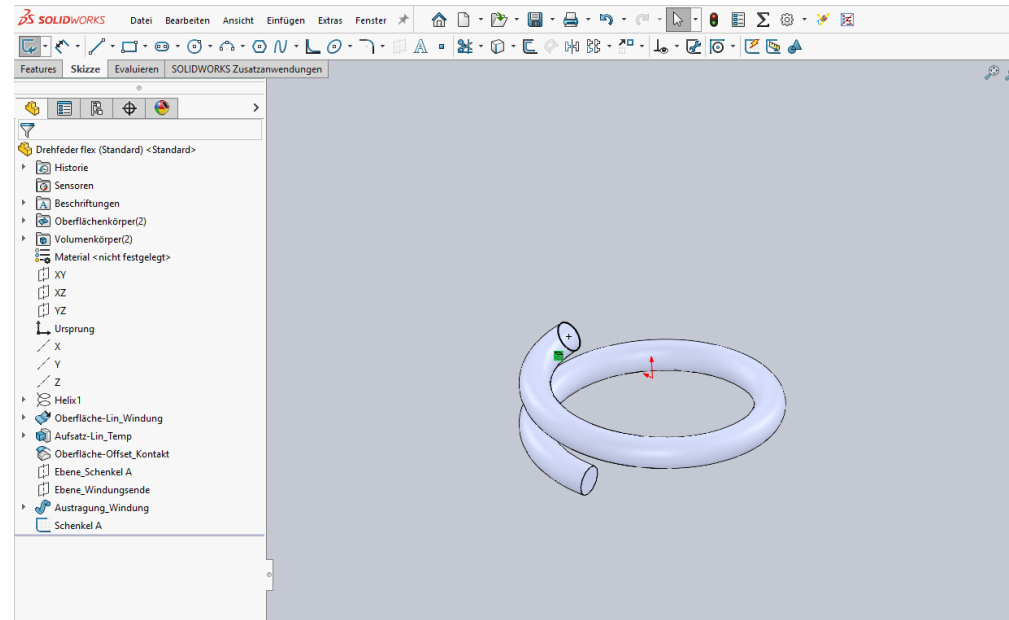 SOLIDWORKS Datei Bearbeiten Ansicht Einfügen Extras Fenster
Features Skizze Evaluieren SOLIDWORKS Zusatzanwendungen
Drehfeder flex (Standard) <Standard>
Historie
Sensoren
Beschriftungen
Oberflächenkörper(2)
Volumenkörper(2)
Material <nicht festgelegt>
XY
XZ
YZ
Ursprung
X
Y
Z
Helix1
Oberfläche-Lin_Windung
Aufsatz-Lin_Temp
Oberfläche-Offset_Kontakt
Ebene_Schenkel A
Ebene_Windungsende
Austragung_Windung
Schenkel A